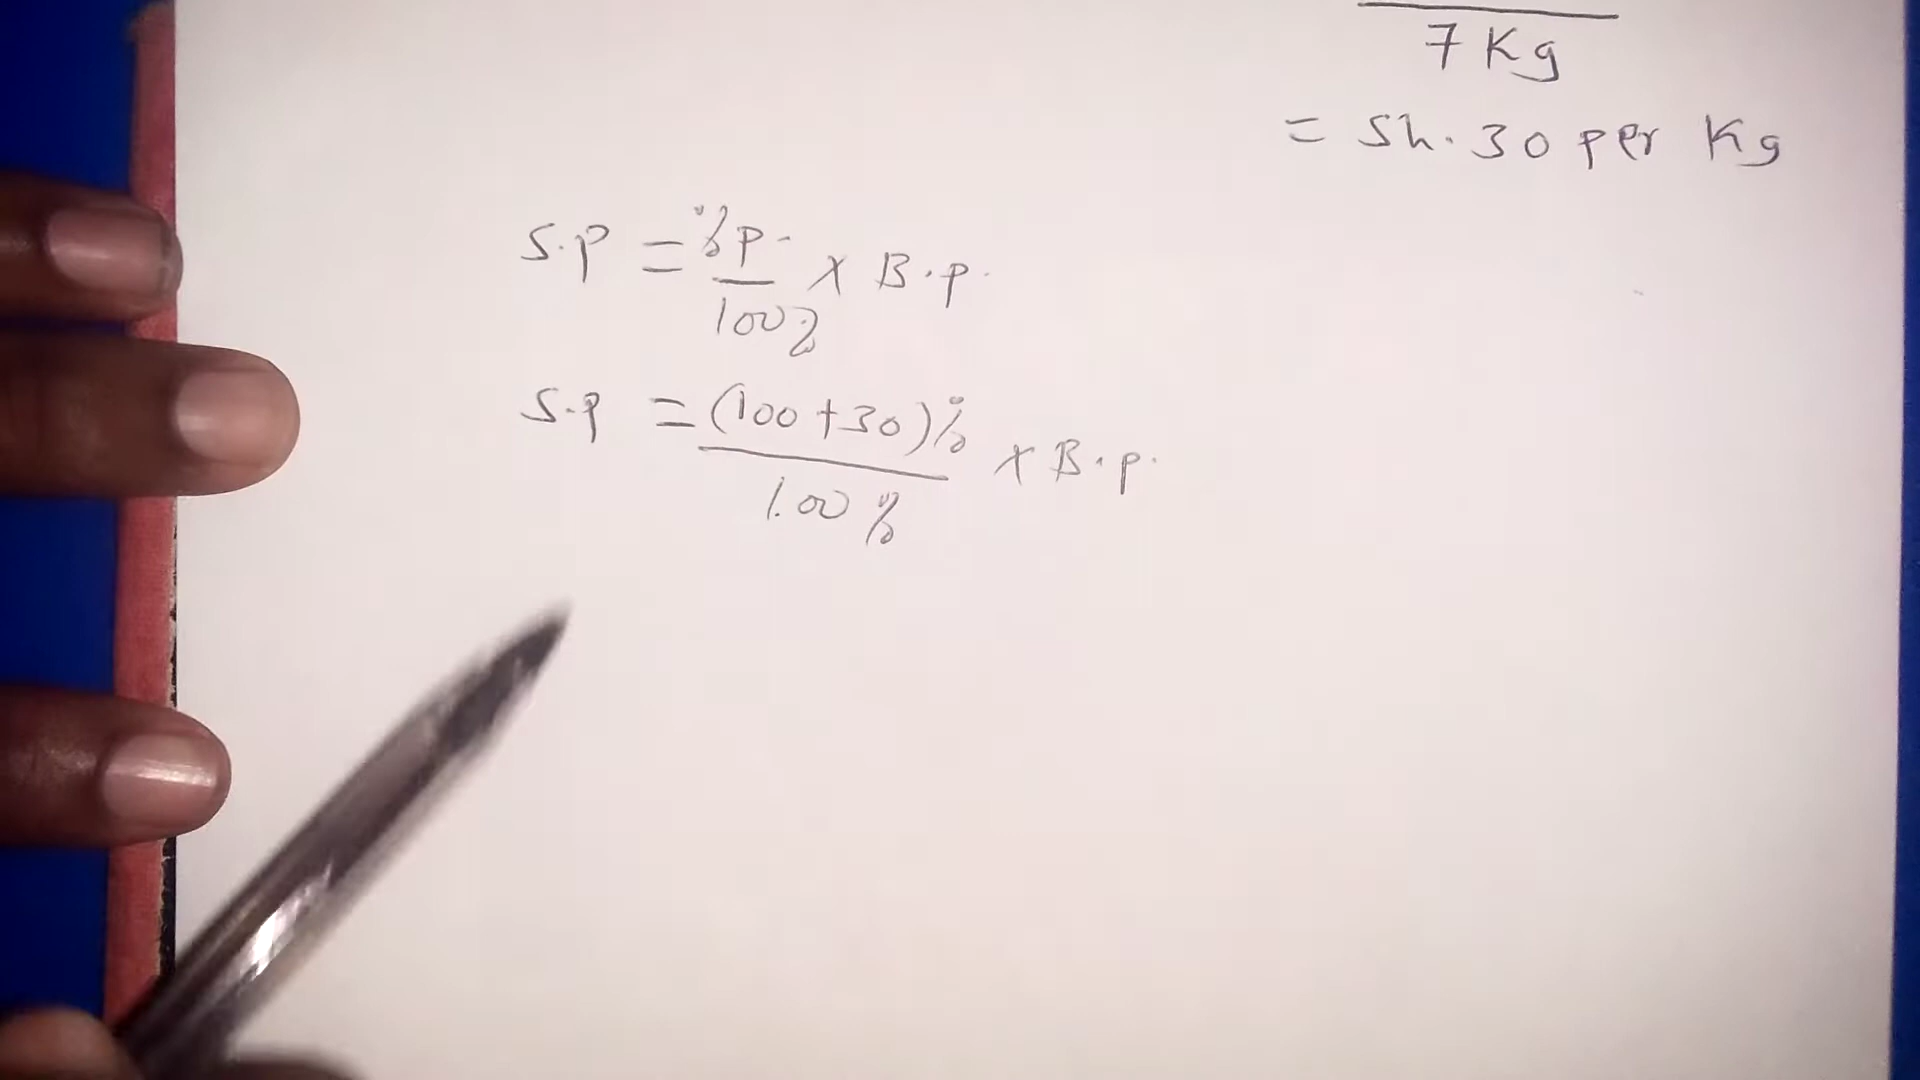 7 Kg
= Sh. 30 per Kg
S.P = %P. / 100% × B.P.
S.P = (100 + 30)% / 100% × B.P.